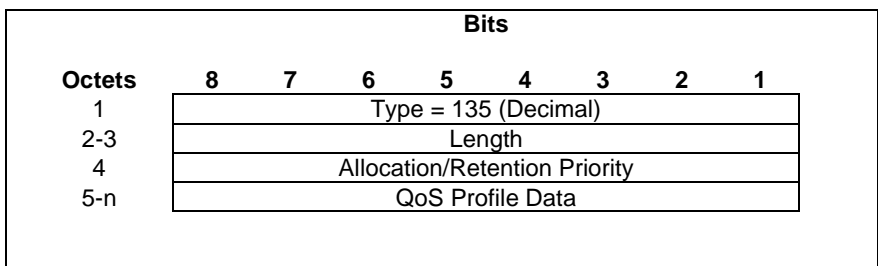 Bits
Octets 8 7 6 5 4 3 2 1
1 Type = 135 (Decimal)
2-3 Length
4 Allocation/Retention Priority
5-n QoS Profile Data